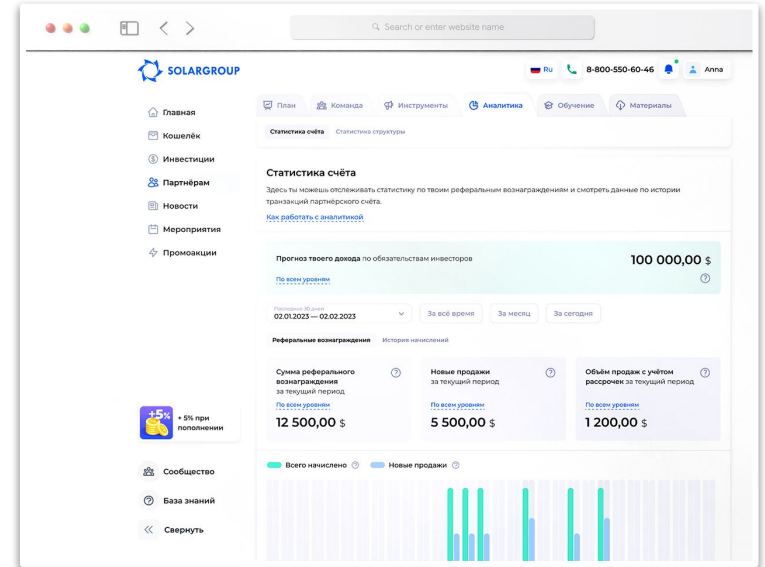 Search or enter website name
SOLARGROUP
Ru
8-800-550-60-46
Anna
Главная
Кошелёк
Инвестиции
Партнёрам
Новости
Мероприятия
Промоакции
+5%
+ 5% при
пополнении
Сообщество
База знаний
Свернуть
План
Команда
Инструменты
Аналитика
Обучение
Материалы
Статистика счёта
Статистика структуры
Статистика счёта
Здесь ты можешь отслеживать статистику по твоим реферальным вознаграждениям и смотреть данные по истории
транзакций партнёрского счёта.
Как работать с аналитикой
Прогноз твоего дохода по обязательствам инвесторов
100 000,00 $
По всем уровням
Последние 30 дней
02.01.2023 — 02.02.2023
За всё время
За месяц
За сегодня
Реферальные вознаграждения
История начислений
Сумма реферального
вознаграждения
за текущий период
По всем уровням
12 500,00 $
Новые продажи
за текущий период
По всем уровням
5 500,00 $
Объём продаж с учётом
рассрочек за текущий период
По всем уровням
1 200,00 $
Всего начислено
Новые продажи